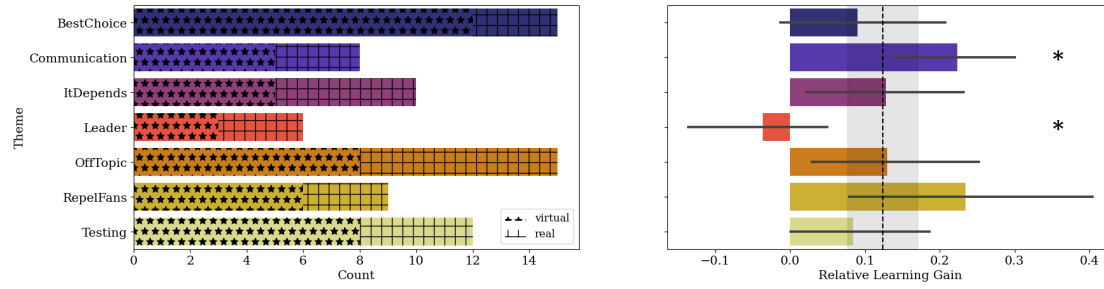 BestChoice
Communication
ItDepends
Leader
OffTopic
RepelFans
Testing
Theme
0 2 4 6 8 10 12 14
Count
virtual
real
*
*
−0.1 0.0 0.1 0.2 0.3 0.4
Relative Learning Gain